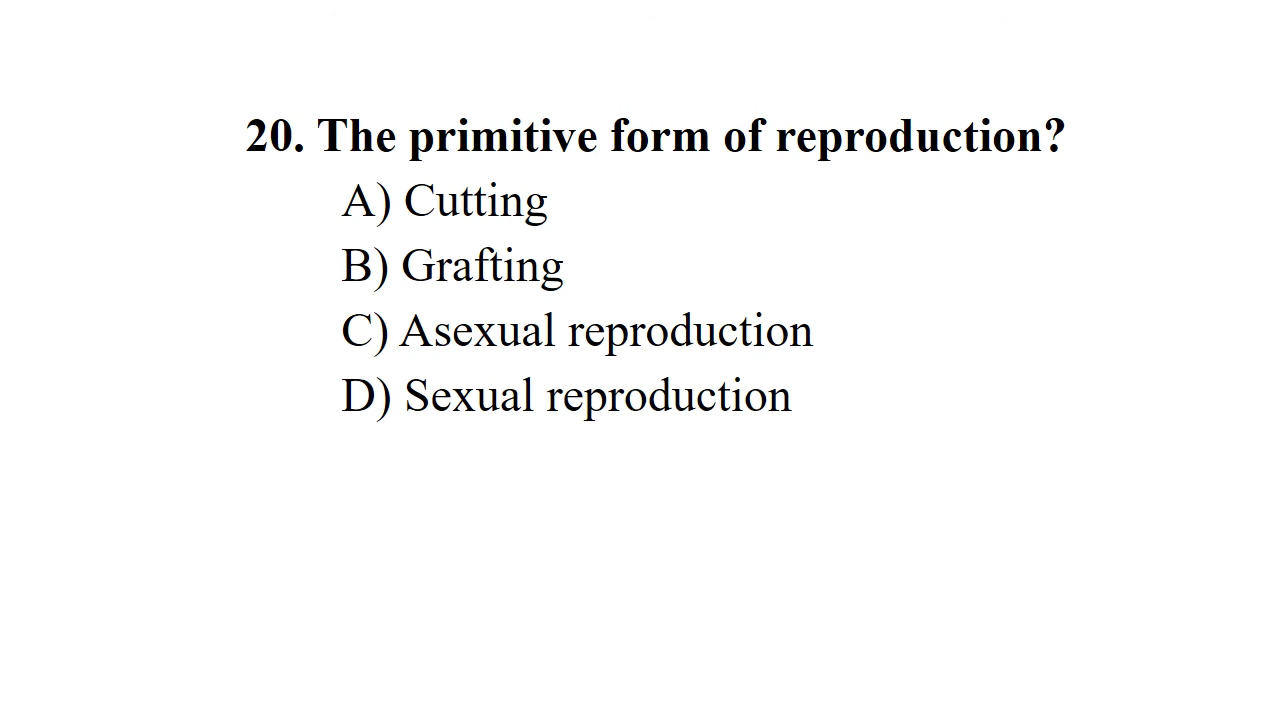 20. The primitive form of reproduction?
A) Cutting
B) Grafting
C) Asexual reproduction
D) Sexual reproduction